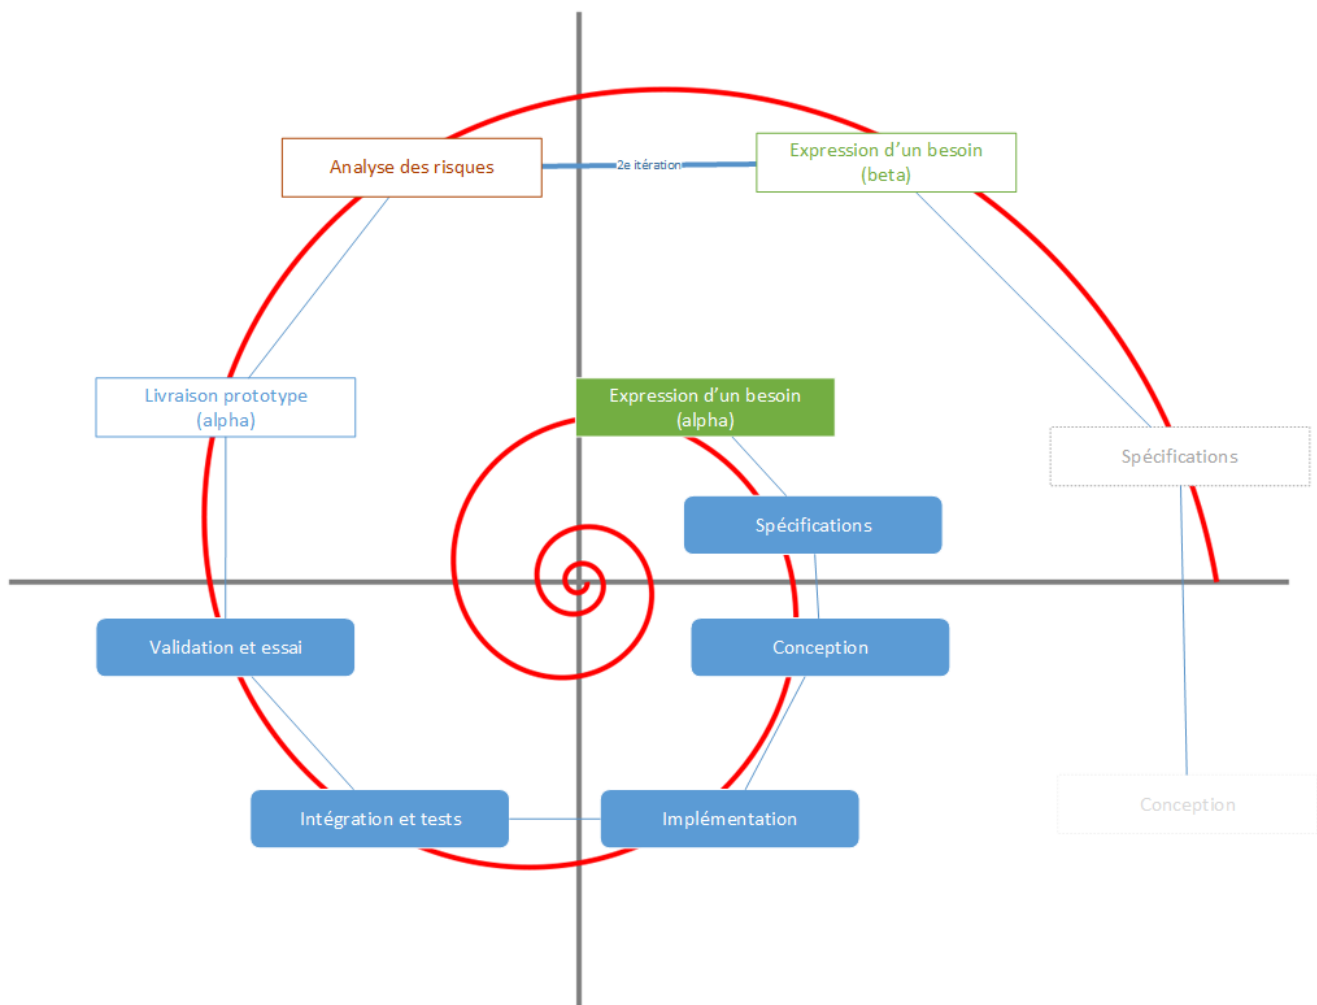 Analyse des risques
2e itération
Expression d’un besoin
(beta)
Livraison prototype
(alpha)
Expression d’un besoin
(alpha)
Spécifications
Spécifications
Validation et essai
Conception
Intégration et tests
Implémentation
Conception